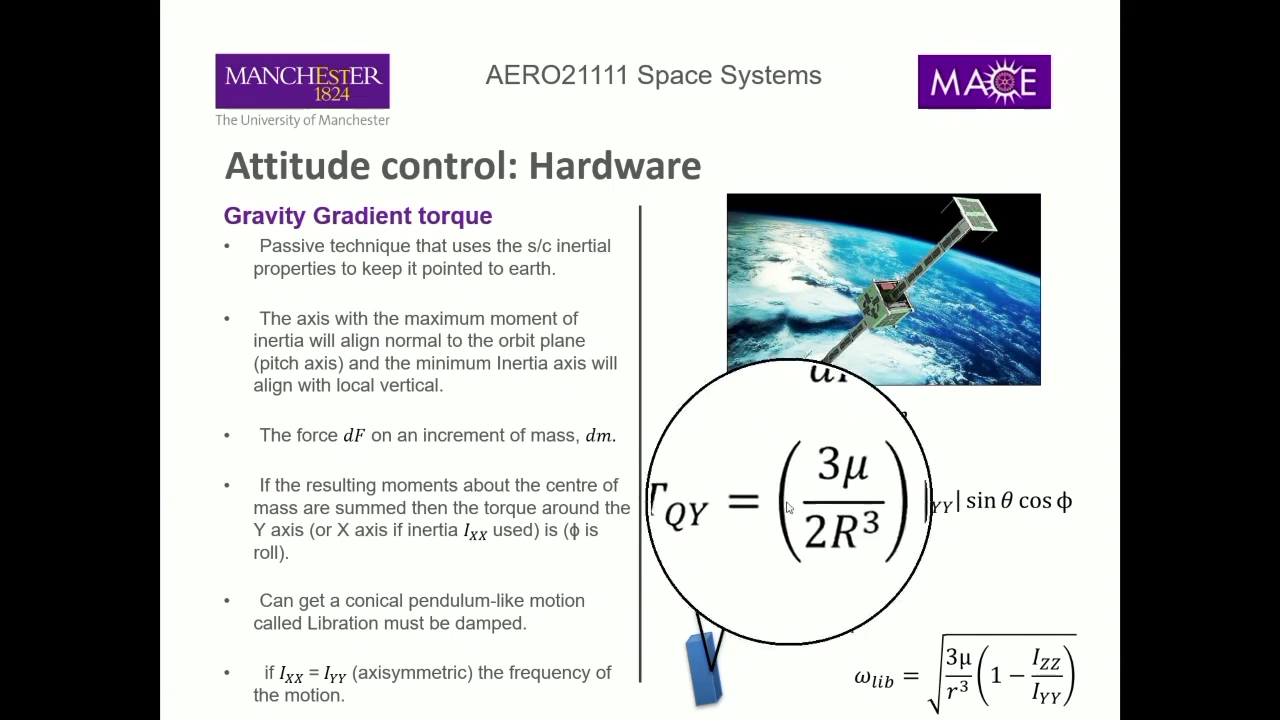 MANCHESTER
1824
The University of Manchester
AERO21111 Space Systems
MACE
Attitude control: Hardware
Gravity Gradient torque
• Passive technique that uses the s/c inertial
properties to keep it pointed to earth.
• The axis with the maximum moment of
inertia will align normal to the orbit plane
(pitch axis) and the minimum Inertia axis will
align with local vertical.
• The force dF on an increment of mass, dm.
• If the resulting moments about the centre of
mass are summed then the torque around the
Y axis (or X axis if inertia I_XX used) is (ϕ is
roll).
• Can get a conical pendulum-like motion
called Libration must be damped.
• if I_XX = I_YY (axisymmetric) the frequency of
the motion.
T_QY = (3μ/2R³) |_YY| sin θ cos ϕ
ω_lib = √(3μ/r³ (1 − I_ZZ/I_YY))